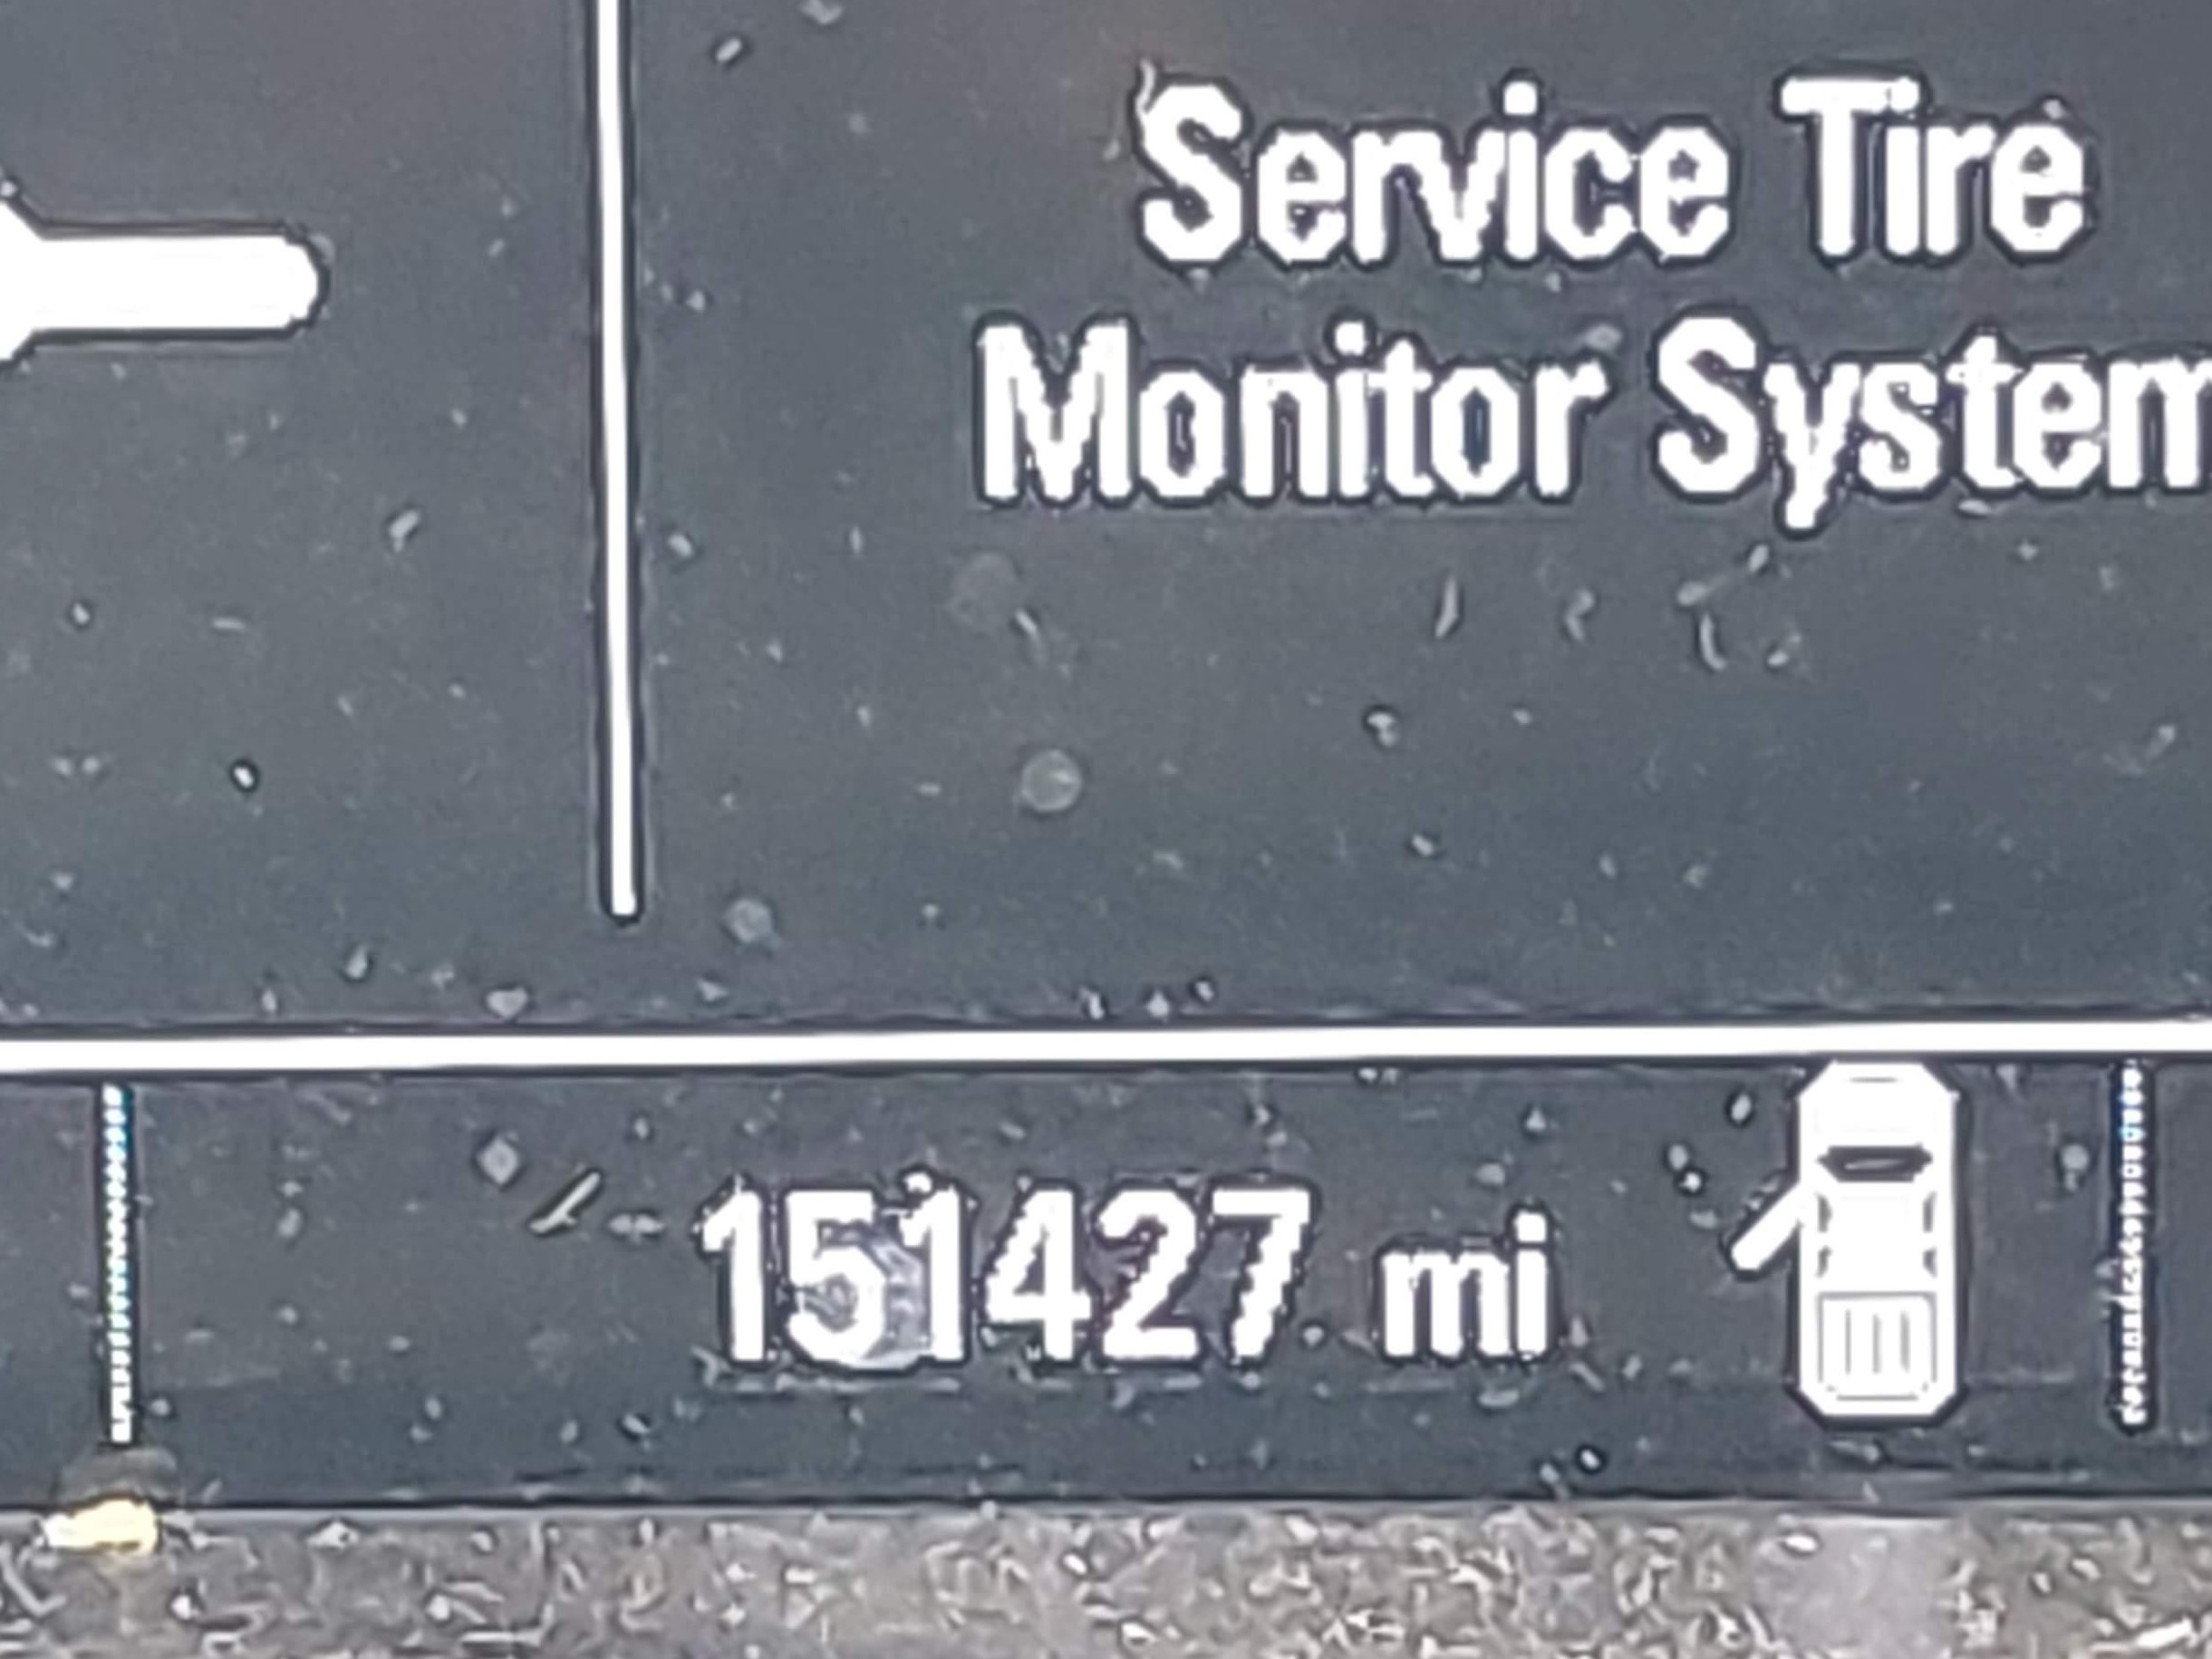 Service Tire
Monitor System
151427 mi